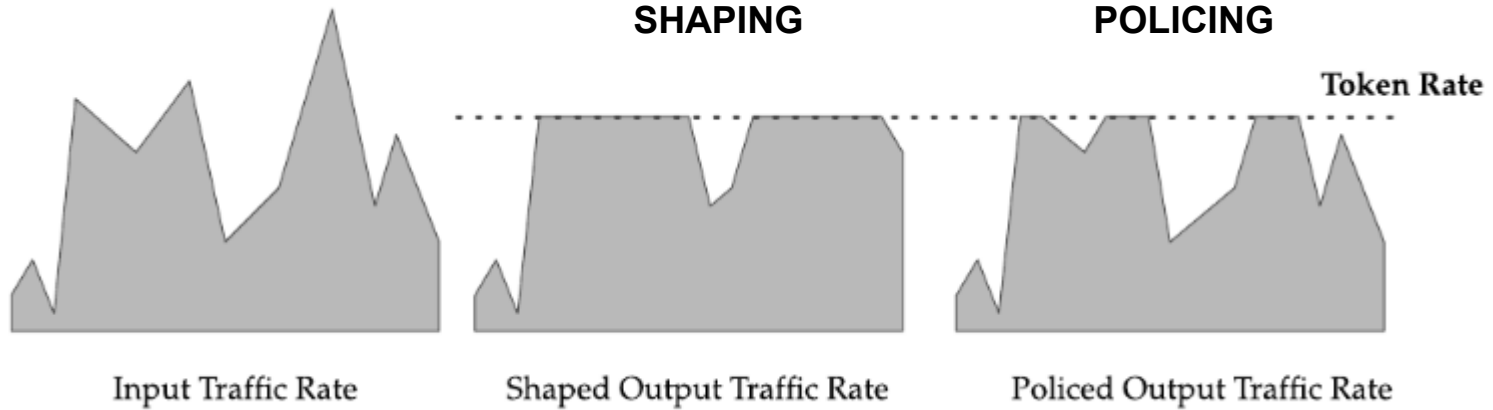 SHAPING
POLICING
Token Rate
Input Traffic Rate
Shaped Output Traffic Rate
Policed Output Traffic Rate